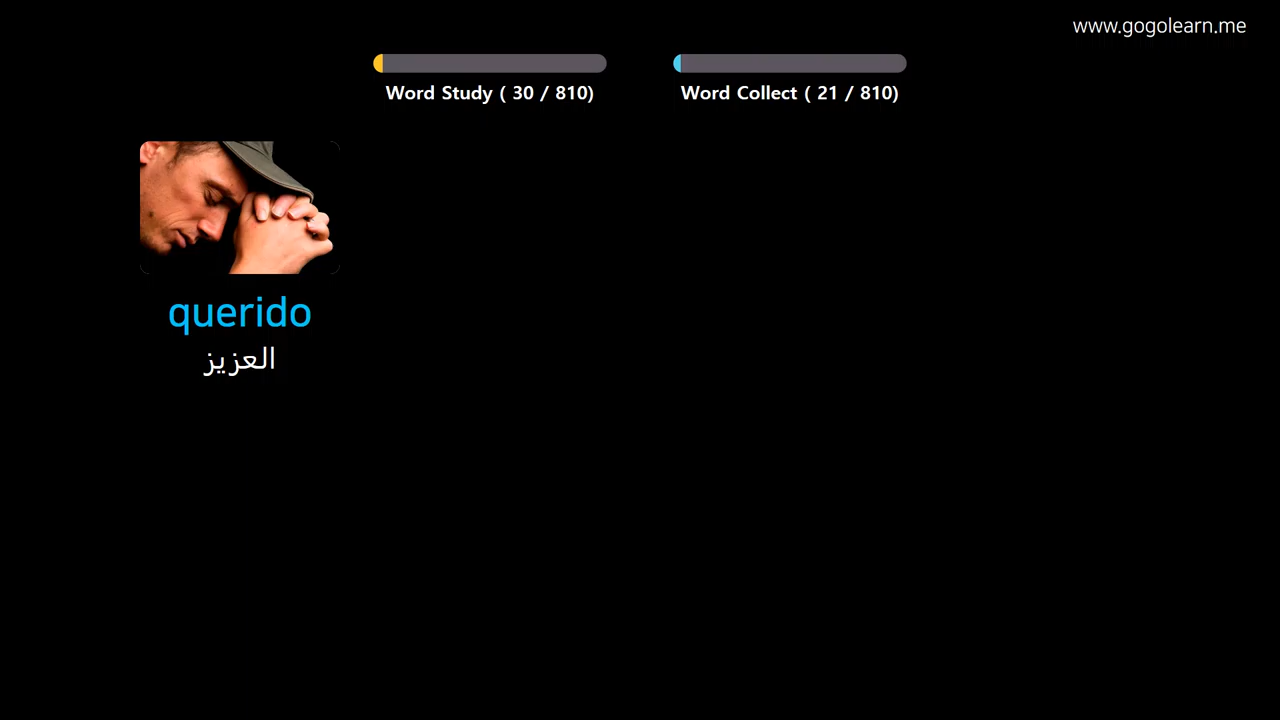 www.gogolearn.me
Word Study ( 30 / 810)
Word Collect ( 21 / 810)
querido
العزيز